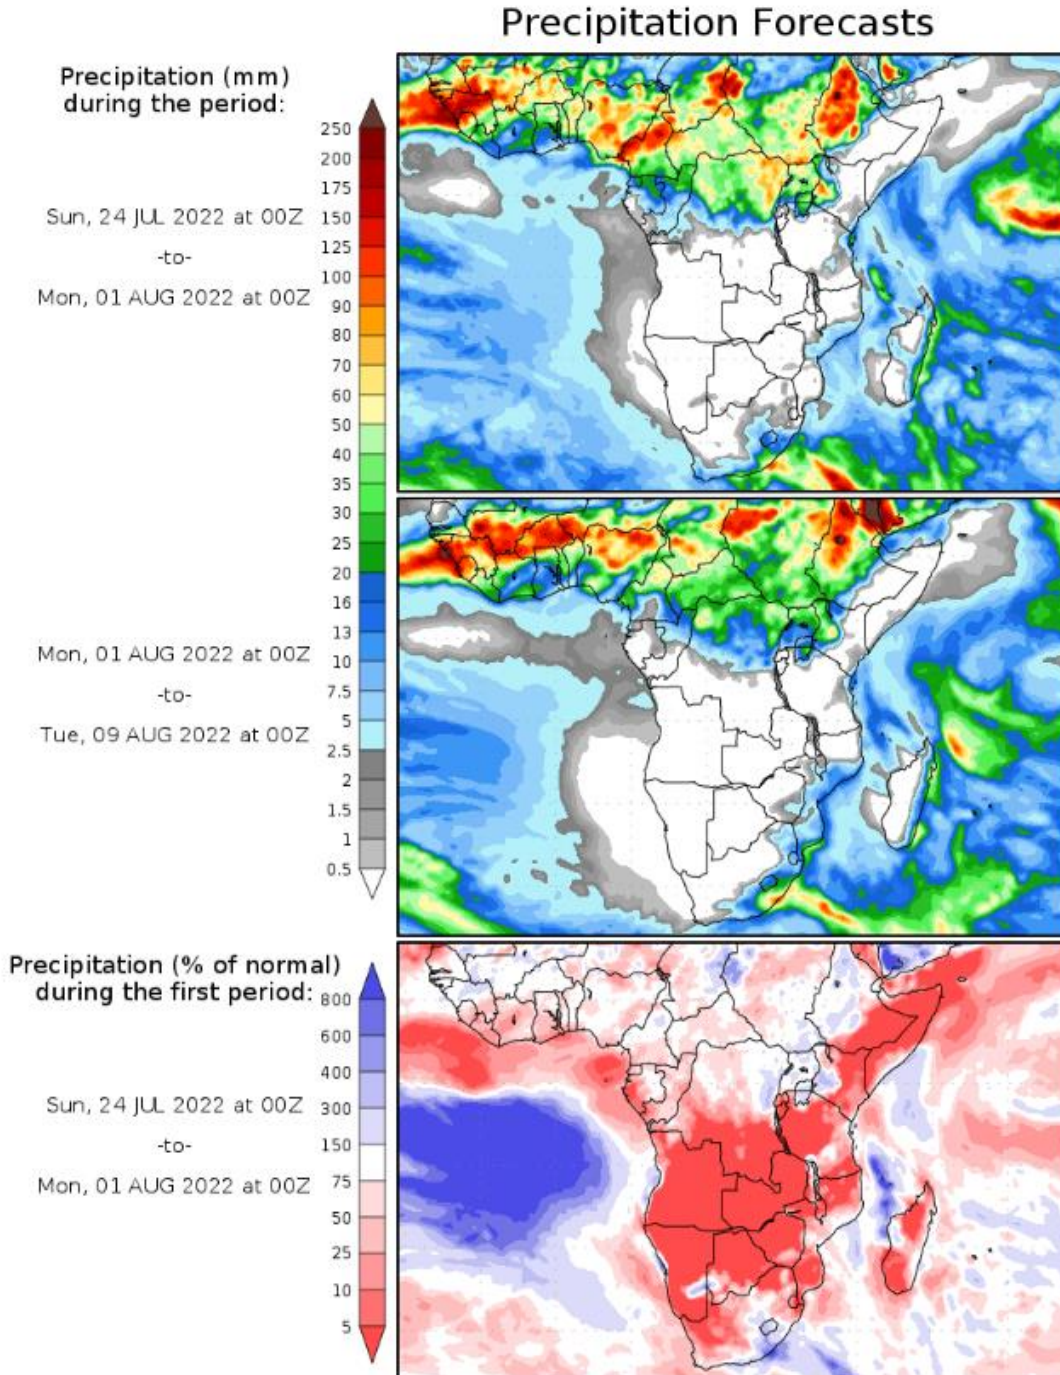 Precipitation Forecasts
Precipitation (mm)
during the period:
250
200
175
150
125
100
90
80
70
60
50
40
35
30
25
20
16
13
10
7.5
5
2.5
2
1.5
1
0.5
Sun, 24 JUL 2022 at 00Z
-to-
Mon, 01 AUG 2022 at 00Z
Mon, 01 AUG 2022 at 00Z
-to-
Tue, 09 AUG 2022 at 00Z
Precipitation (% of normal)
during the first period:
800
600
400
300
150
75
50
25
10
5
Sun, 24 JUL 2022 at 00Z
-to-
Mon, 01 AUG 2022 at 00Z